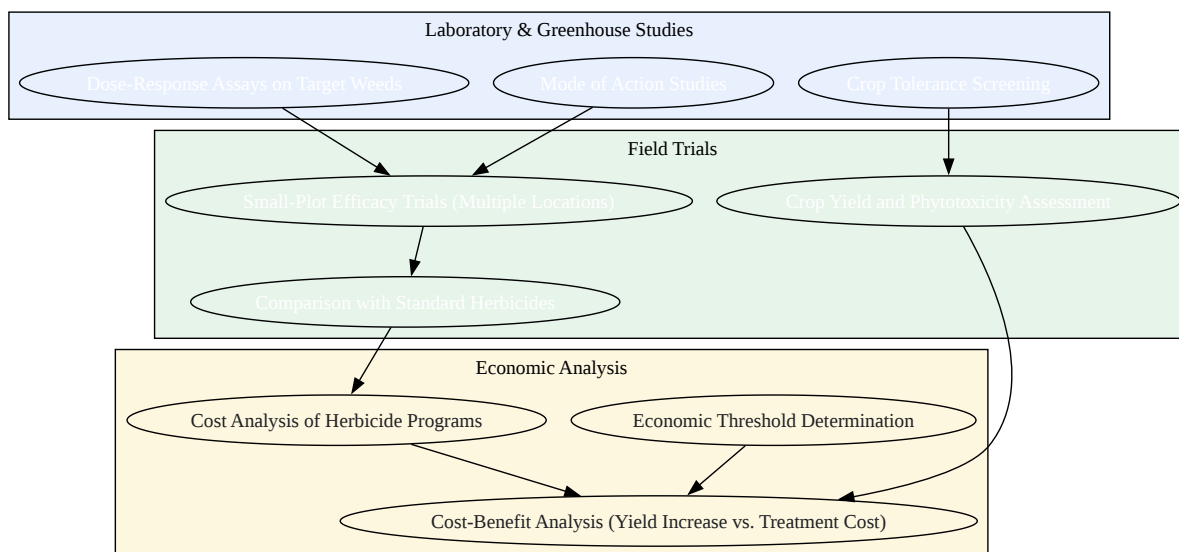 Laboratory & Greenhouse Studies
Dose-Response Assays on Target Weeds
Mode of Action Studies
Crop Tolerance Screening
Field Trials
Small-Plot Efficacy Trials (Multiple Locations)
Crop Yield and Phytotoxicity Assessment
Comparison with Standard Herbicides
Economic Analysis
Cost Analysis of Herbicide Programs
Economic Threshold Determination
Cost-Benefit Analysis (Yield Increase vs. Treatment Cost)